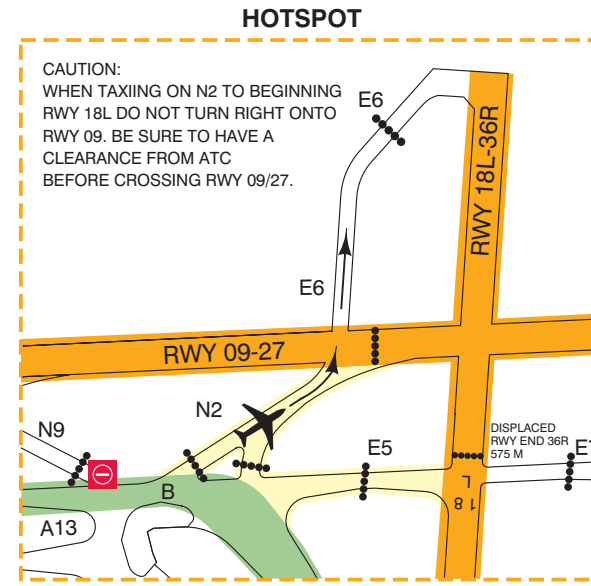 HOTSPOT
CAUTION:
WHEN TAXIING ON N2 TO BEGINNING
RWY 18L DO NOT TURN RIGHT ONTO
RWY 09. BE SURE TO HAVE A
CLEARANCE FROM ATC
BEFORE CROSSING RWY 09/27.
E6
RWY 18L-36R
E6
RWY 09-27
N2
N9
E5
DISPLACED
RWY END 36R
575 M
B
18
L
A13